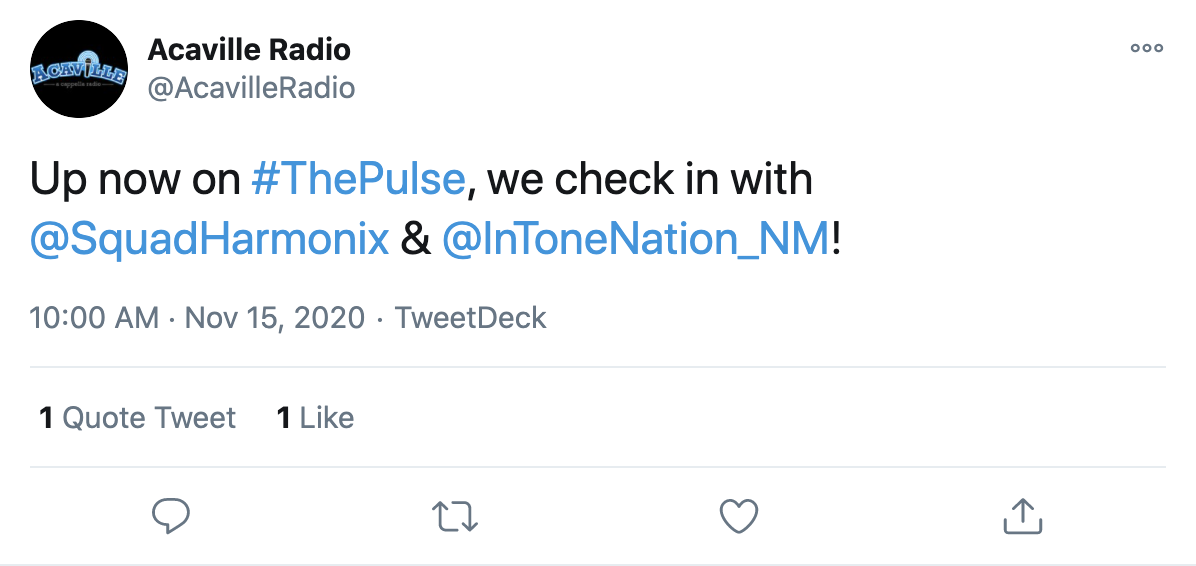 ACAVILLE
a cappella radio
Acaville Radio
@AcavilleRadio
Up now on #ThePulse, we check in with
@SquadHarmonix & @InToneNation_NM!
10:00 AM · Nov 15, 2020 · TweetDeck
1 Quote Tweet 1 Like